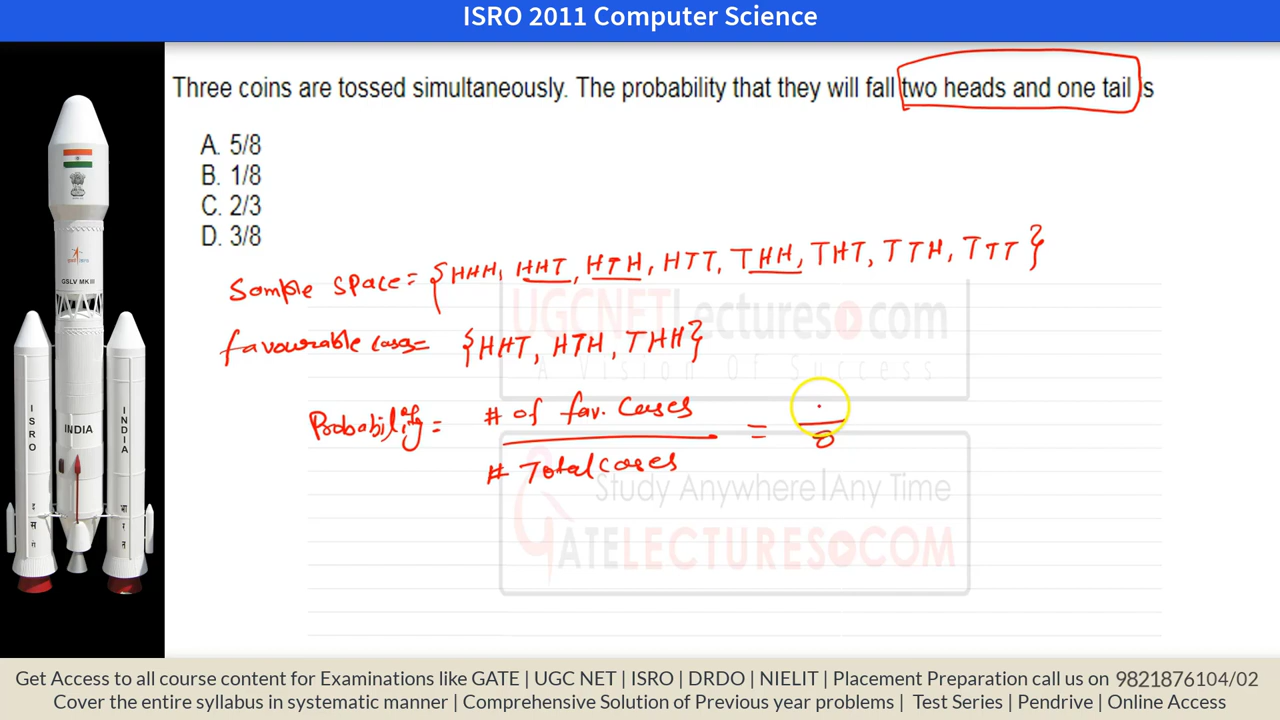 ISRO 2011 Computer Science
Three coins are tossed simultaneously. The probability that they will fall two heads and one tail is
A. 5/8
B. 1/8
C. 2/3
D. 3/8
Sample space = {HHH, HHT, HTH, HTT, THH, THT, TTH, TTT}
favourable cases = {HHT, HTH, THH}
Probability = # of fav. Cases / # Total cases = / 8
UGCNETLectures.com
A Vision Of Success
Study Anywhere|Any Time
GATELECTURES.COM
GSLV MK III
INDIA
ISRO
INDIA
Get Access to all course content for Examinations like GATE | UGC NET | ISRO | DRDO | NIELIT | Placement Preparation call us on 9821876104/02
Cover the entire syllabus in systematic manner | Comprehensive Solution of Previous year problems | Test Series | Pendrive | Online Access